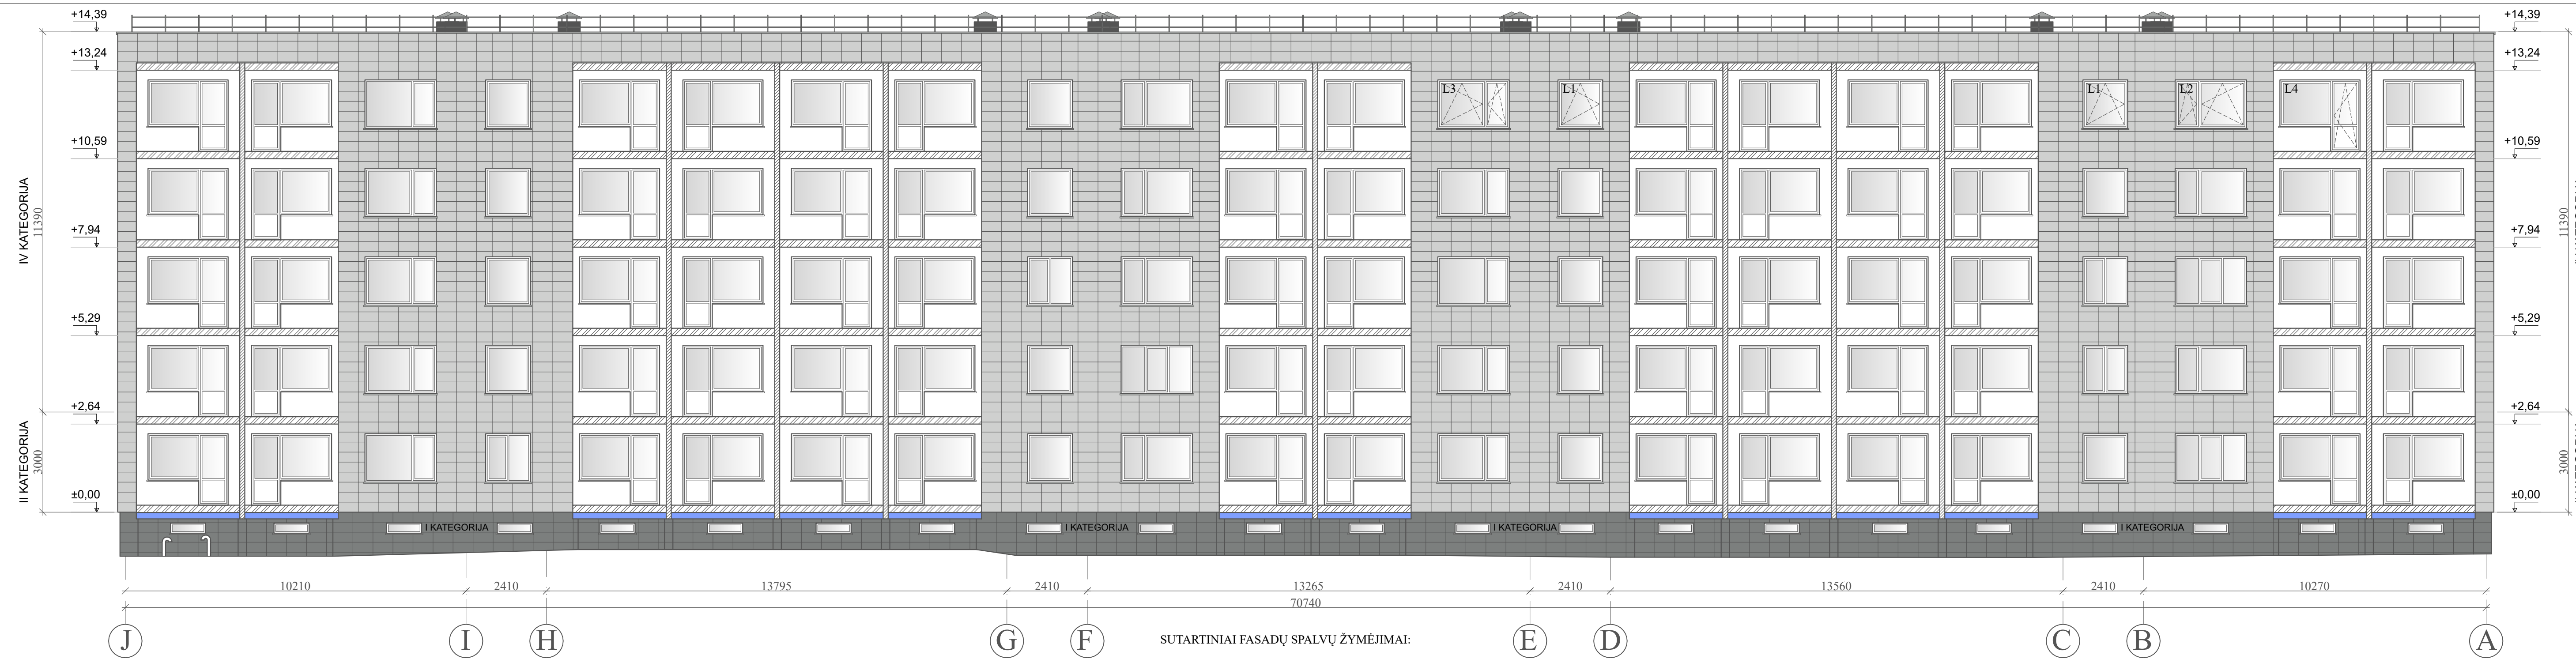 +14,39
+14,39
+13,24
+13,24
L3
L1
L1
L2
L4
+10,59
+10,59
IV KATEGORIJA
11390
11390
+7,94
+7,94
+5,29
+5,29
+2,64
+2,64
II KATEGORIJA
3000
3000
±0,00
±0,00
I KATEGORIJA
I KATEGORIJA
I KATEGORIJA
I KATEGORIJA
10210
2410
13795
2410
13265
2410
13560
2410
10270
70740
J
I
H
G
F
E
D
C
B
A
SUTARTINIAI FASADŲ SPALVŲ ŽYMĖJIMAI: